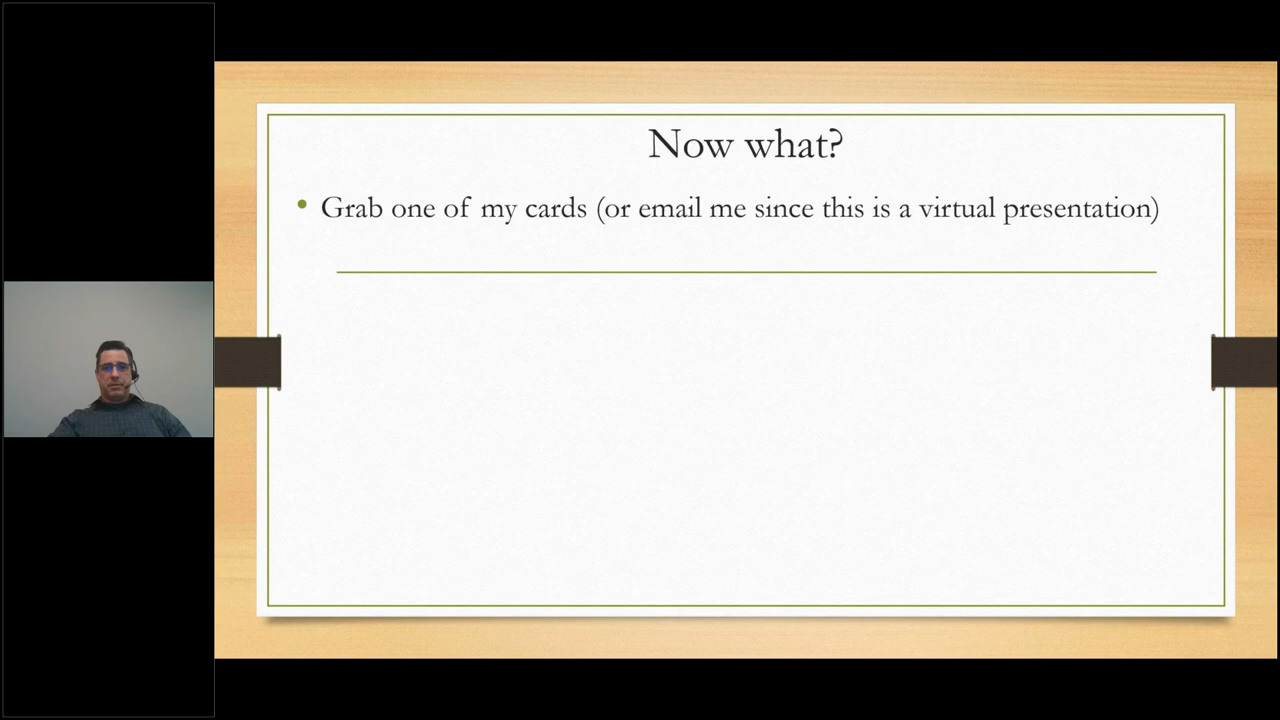 Now what?
• Grab one of my cards (or email me since this is a virtual presentation)